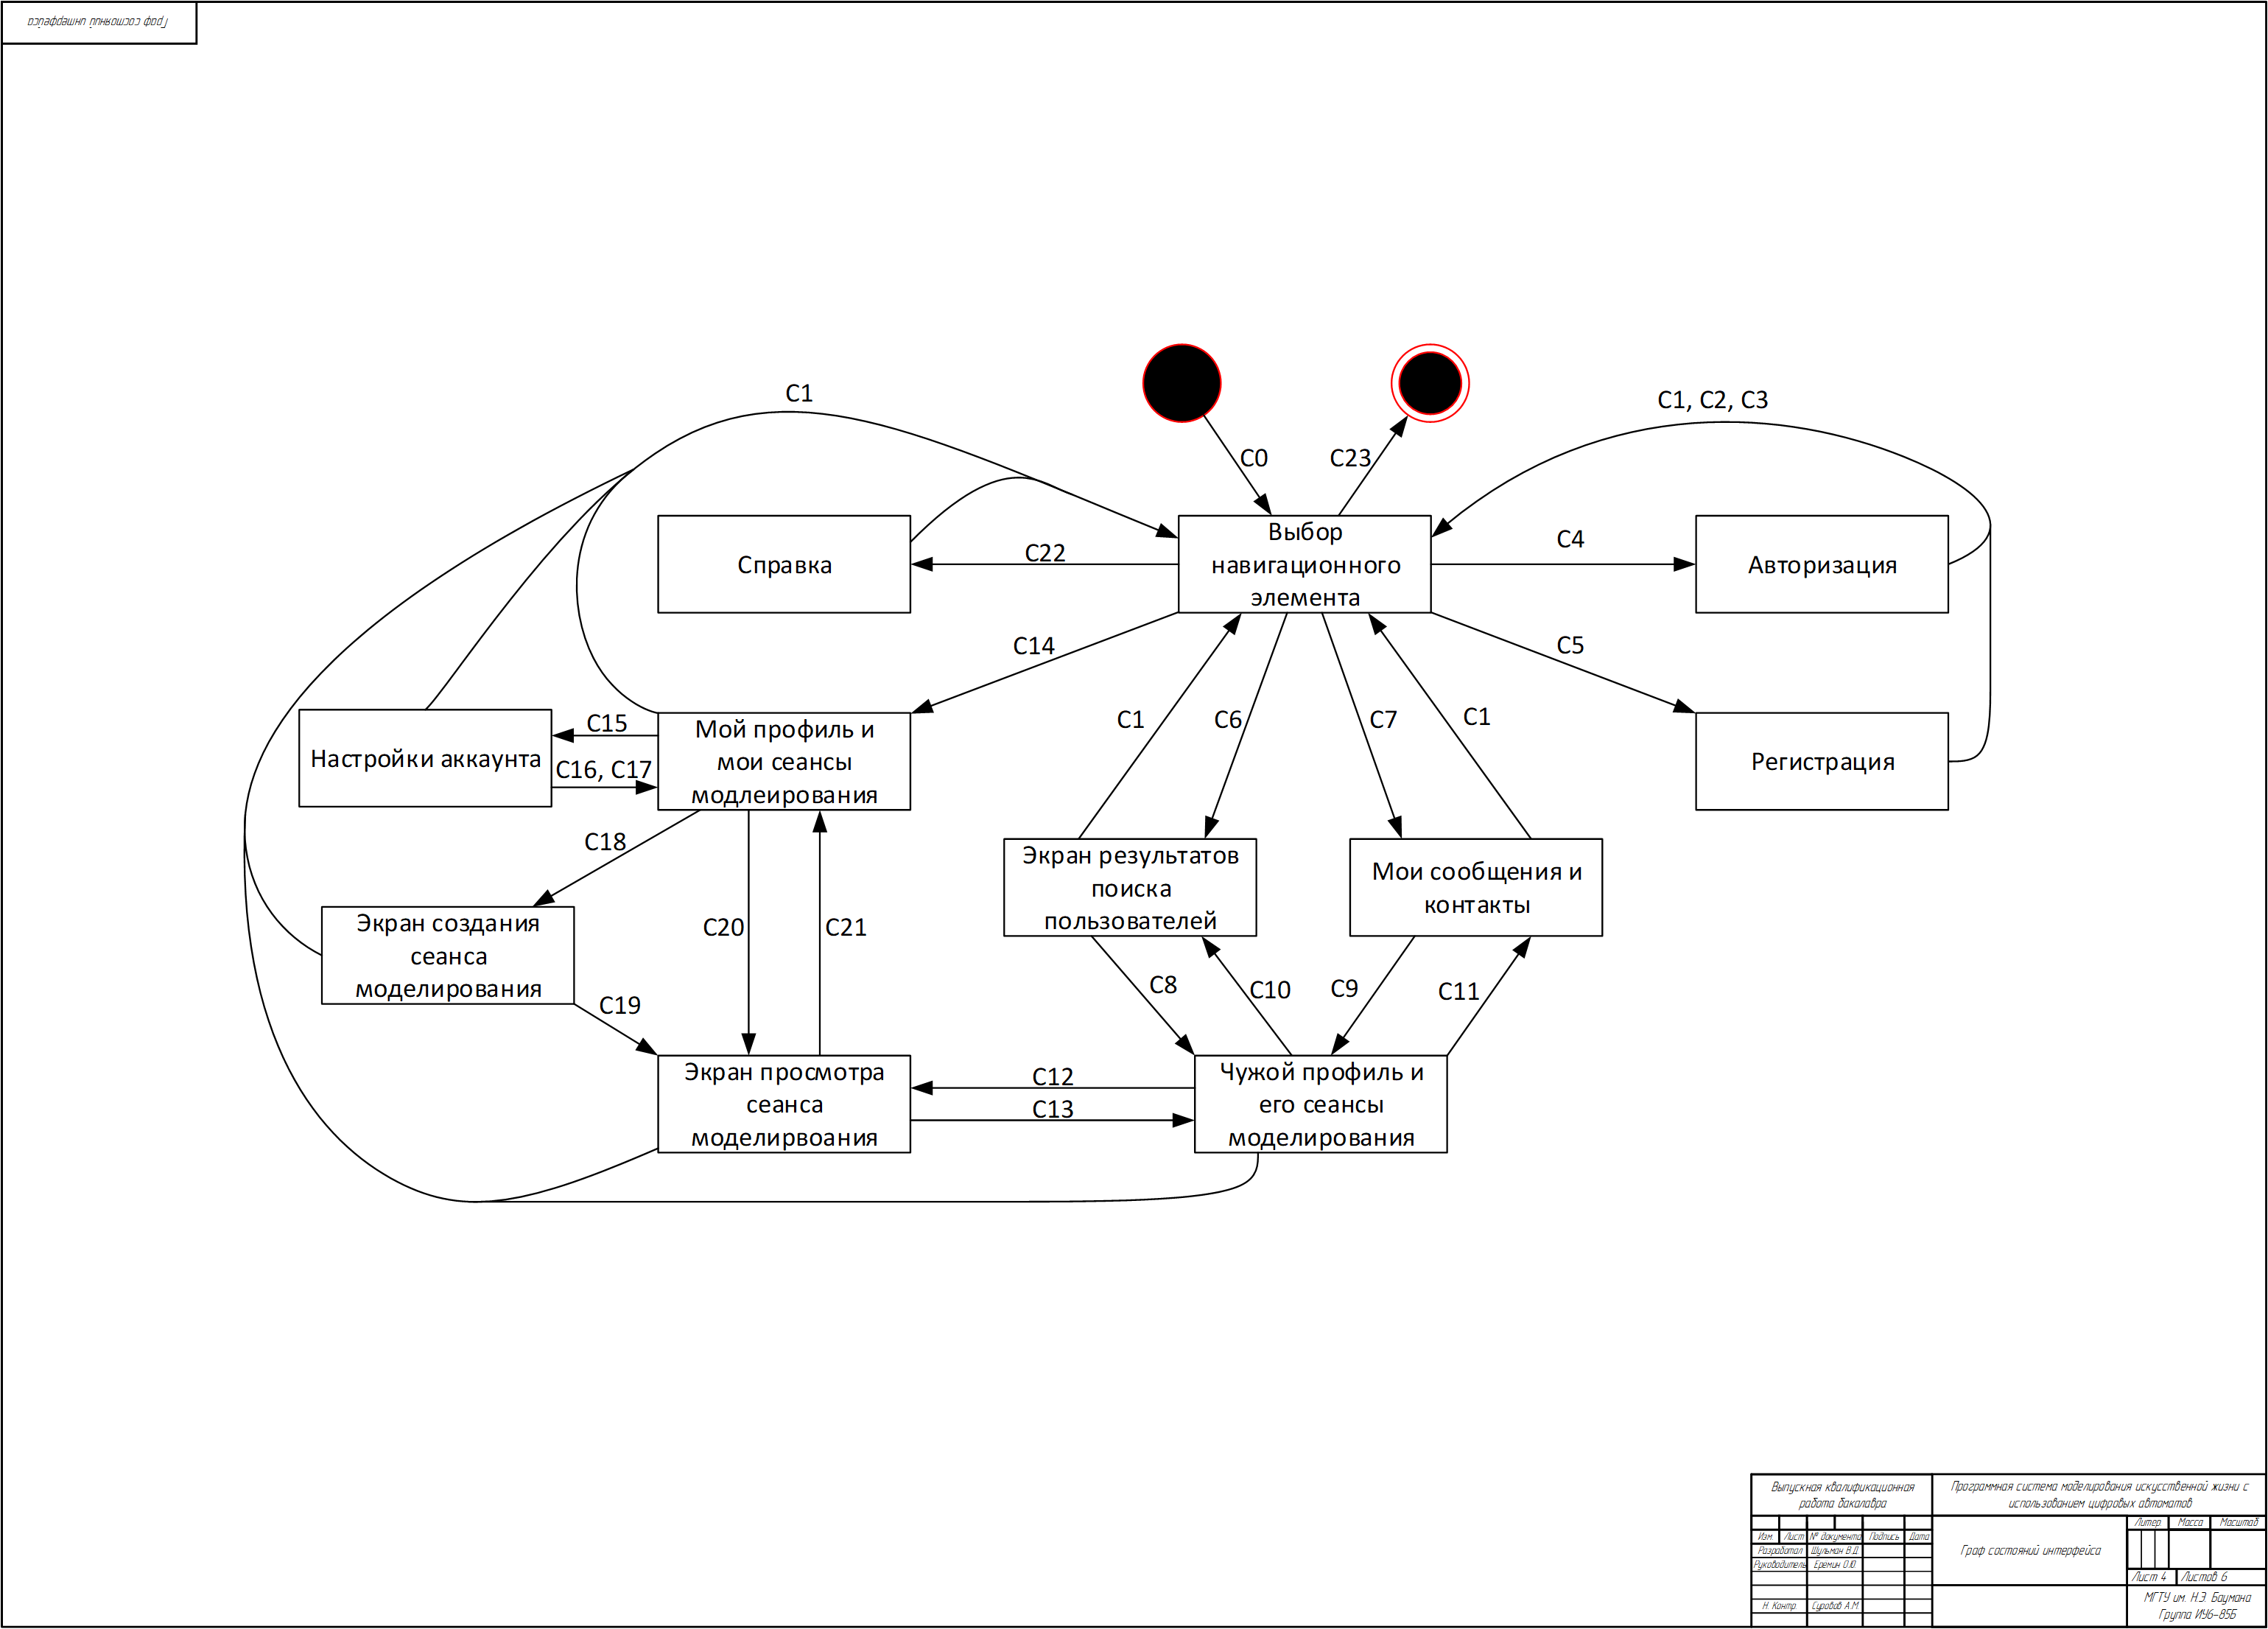 Граф состояний интерфейса
C1
C1, C2, C3
C0
C23
Справка
C22
Выбор
навигационного
элемента
C4
Авторизация
C14
C5
C15
Настройки аккаунта
C16, C17
Мой профиль и
мои сеансы
модлеирования
C1
C6
C7
C1
Регистрация
C18
Экран результатов
поиска
пользователей
Мои сообщения и
контакты
Экран создания
сеанса
моделирования
C20
C21
C19
C8
C10
C9
C11
Экран просмотра
сеанса
моделирвоания
C12
C13
Чужой профиль и
его сеансы
моделирования
Выпускная квалификационная
работа бакалавра
Программная система моделирования искусственной жизни с
использованием цифровых автоматов
Изм. Лист № документа Подпись Дата
Разработал Шульман В.Д.
Руководитель Еремин О.Ю.
Н. Контр.
Граф состояний интерфейса
Литер Масса Масштаб
Лист 4 Листов 6
МГТУ им. Н.Э. Баумана
Группа ИУ6-85Б